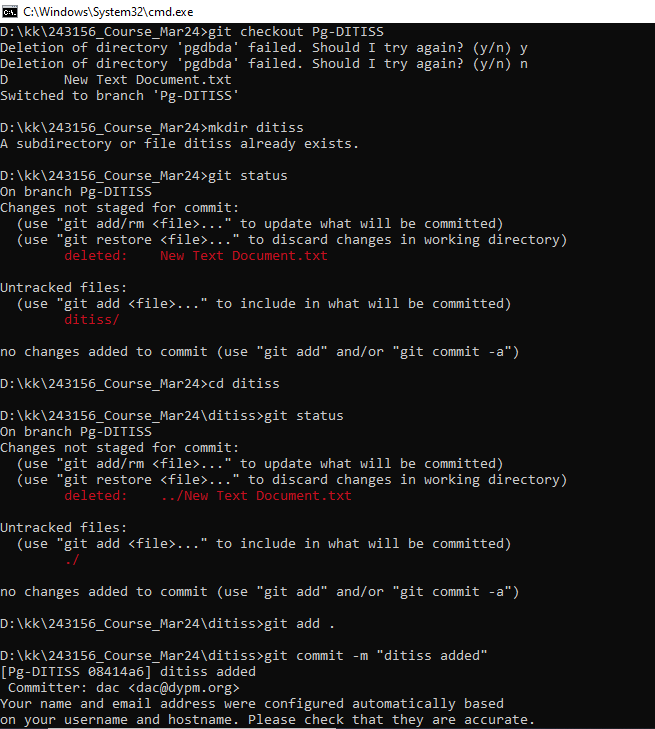 C:\Windows\System32\cmd.exe
D:\kk\243156_Course_Mar24>git checkout Pg-DITISS
Deletion of directory 'pgdbda' failed. Should I try again? (y/n) y
Deletion of directory 'pgdbda' failed. Should I try again? (y/n) n
D       New Text Document.txt
Switched to branch 'Pg-DITISS'
D:\kk\243156_Course_Mar24>mkdir ditiss
A subdirectory or file ditiss already exists.
D:\kk\243156_Course_Mar24>git status
On branch Pg-DITISS
Changes not staged for commit:
  (use "git add/rm <file>..." to update what will be committed)
  (use "git restore <file>..." to discard changes in working directory)
        deleted:    New Text Document.txt
Untracked files:
  (use "git add <file>..." to include in what will be committed)
        ditiss/
no changes added to commit (use "git add" and/or "git commit -a")
D:\kk\243156_Course_Mar24>cd ditiss
D:\kk\243156_Course_Mar24\ditiss>git status
On branch Pg-DITISS
Changes not staged for commit:
  (use "git add/rm <file>..." to update what will be committed)
  (use "git restore <file>..." to discard changes in working directory)
        deleted:    ../New Text Document.txt
Untracked files:
  (use "git add <file>..." to include in what will be committed)
        ./
no changes added to commit (use "git add" and/or "git commit -a")
D:\kk\243156_Course_Mar24\ditiss>git add .
D:\kk\243156_Course_Mar24\ditiss>git commit -m "ditiss added"
[Pg-DITISS 08414a6] ditiss added
 Committer: dac <dac@dypm.org>
Your name and email address were configured automatically based
on your username and hostname. Please check that they are accurate.